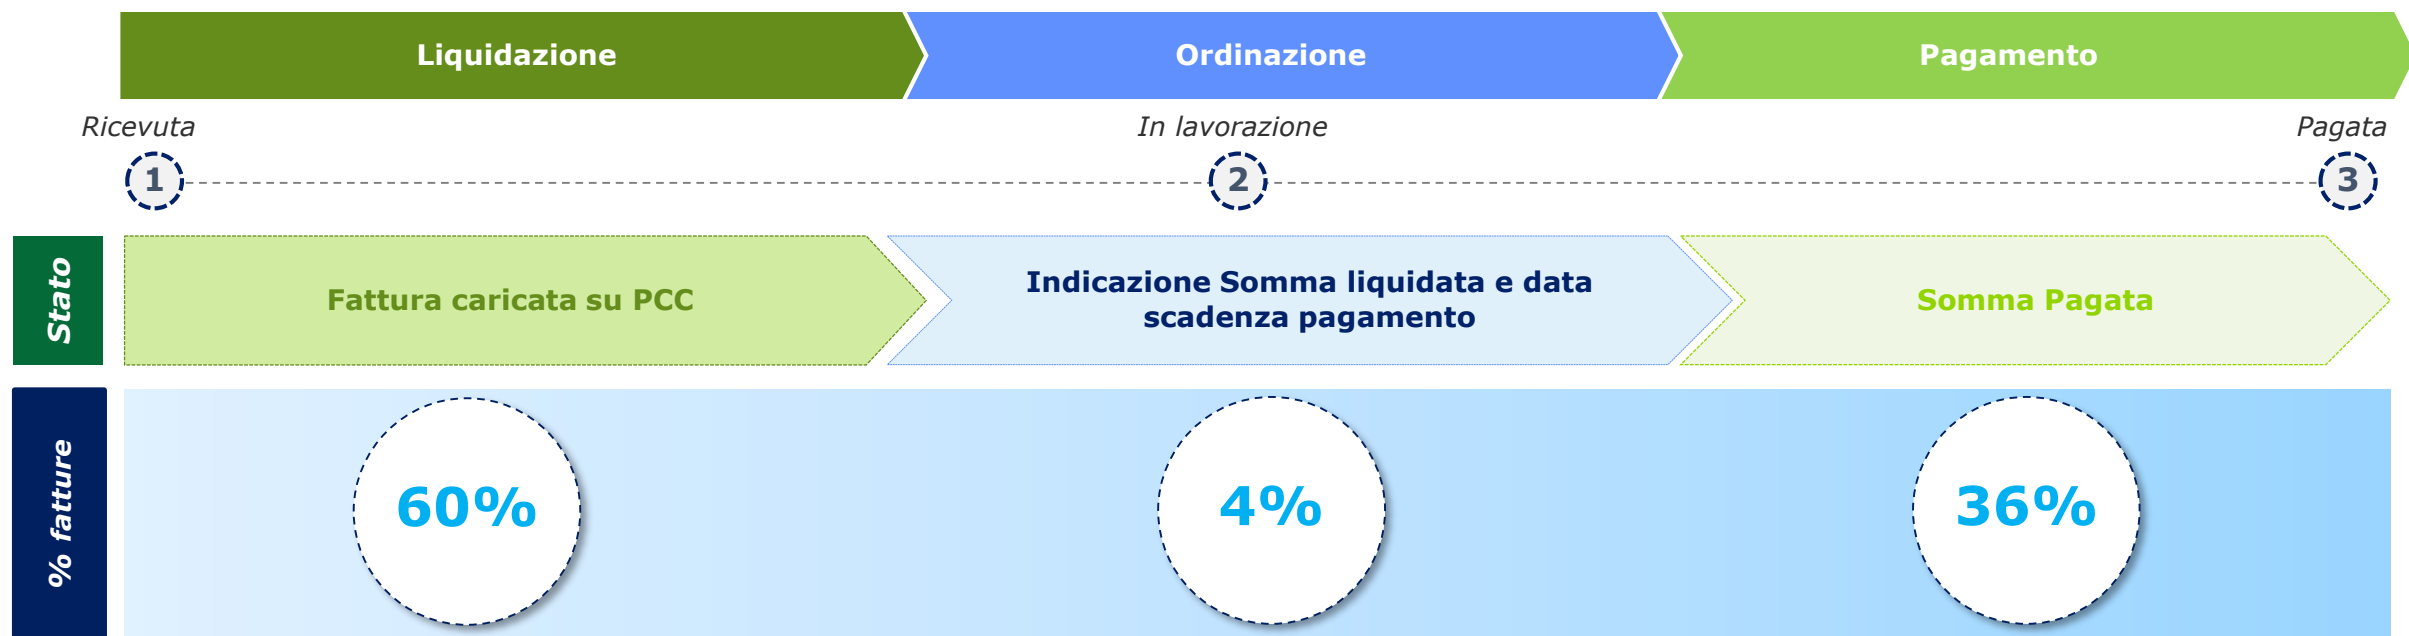 Liquidazione
Ordinazione
Pagamento
Ricevuta
In lavorazione
Pagata
1
2
3
Stato
Fattura caricata su PCC
Indicazione Somma liquidata e data
scadenza pagamento
Somma Pagata
% fatture
60%
4%
36%